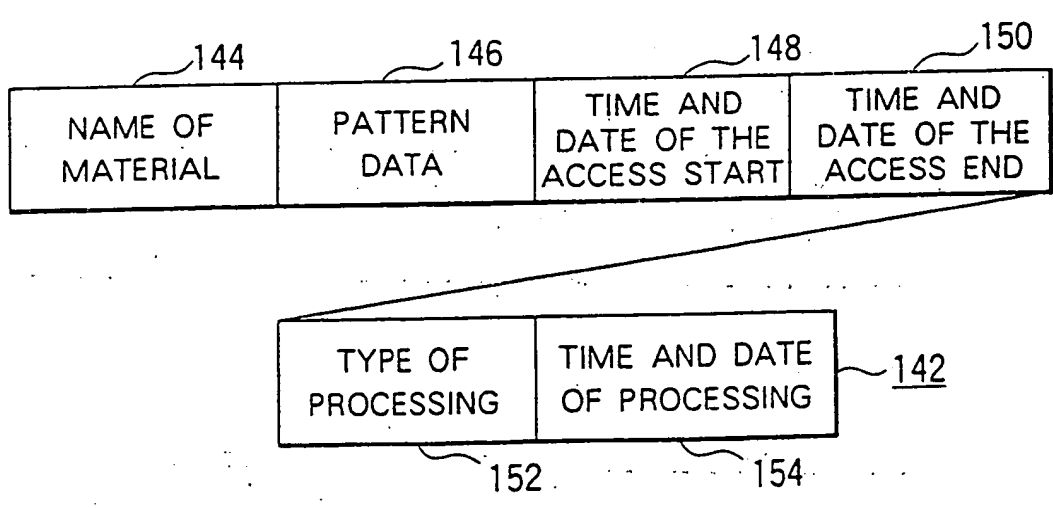 144
146
148
150
NAME OF
MATERIAL
PATTERN
DATA
TIME AND
DATE OF THE
ACCESS START
TIME AND
DATE OF THE
ACCESS END
TYPE OF
PROCESSING
TIME AND DATE
OF PROCESSING
142
152
154